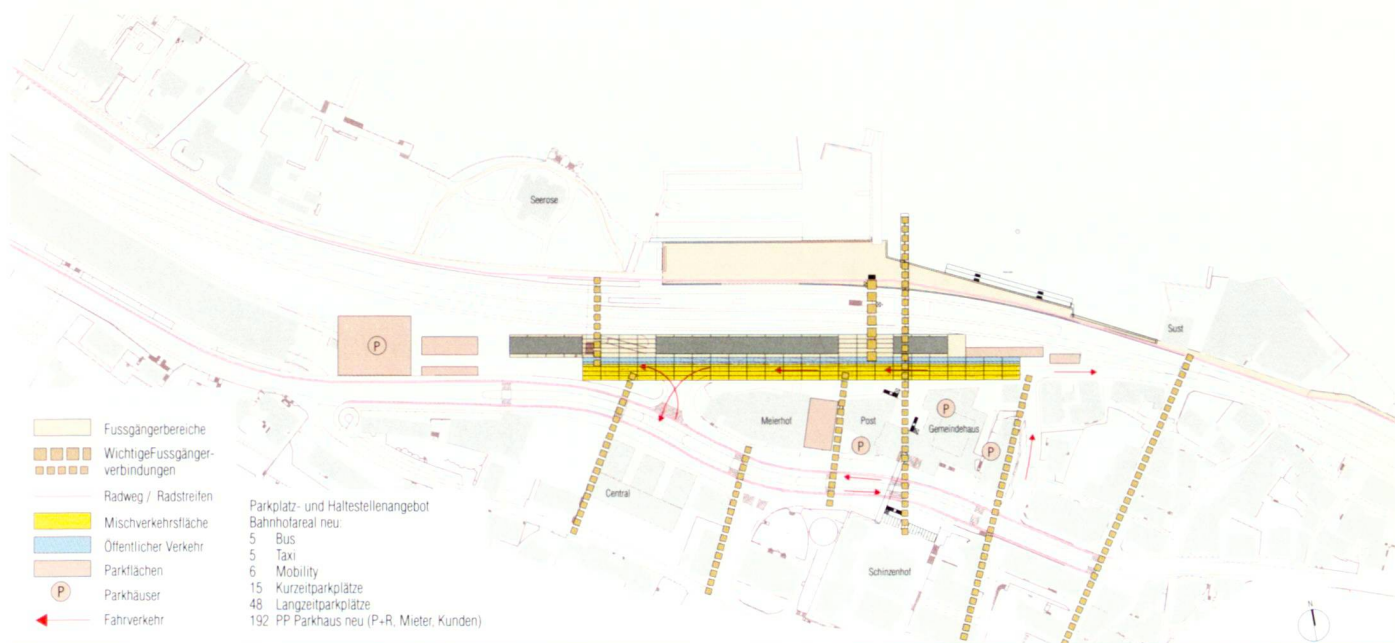 Seerose
Sust
P
Meierhof
Post
P
Gemeindehaus
P
P
Central
Schinzenhof
Fussgängerbereiche
WichtigeFussgänger-
verbindungen
Radweg / Radstreifen
Mischverkehrsfläche
Öffentlicher Verkehr
Parkflächen
P
Parkhäuser
Fahrverkehr
Parkplatz- und Haltestellenangebot
Bahnhofareal neu:
5 Bus
5 Taxi
6 Mobility
15 Kurzeitparkplätze
48 Langzeitparkplätze
192 PP Parkhaus neu (P+R, Mieter, Kunden)
N